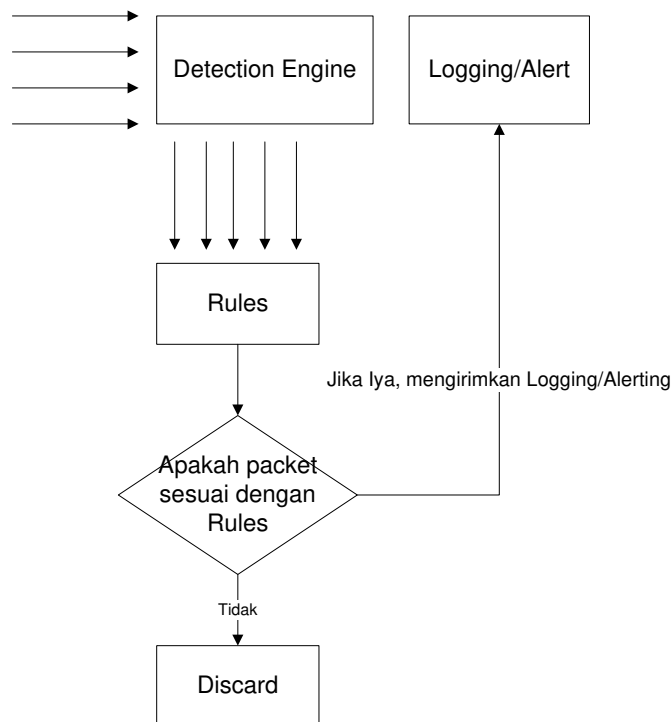 Detection Engine
Logging/Alert
Rules
Jika Iya, mengirimkan Logging/Alerting
Apakah packet
sesuai dengan
Rules
Tidak
Discard